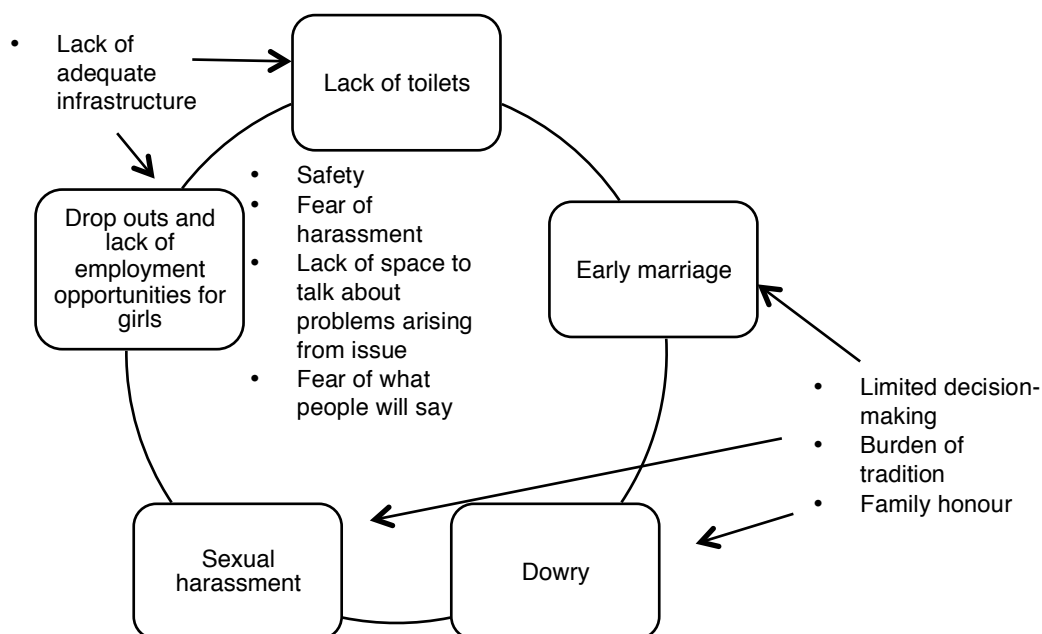 • Lack of
adequate
infrastructure
Lack of toilets
Drop outs and
lack of
employment
opportunities for
girls
• Safety
• Fear of
harassment
• Lack of space to
talk about
problems arising
from issue
• Fear of what
people will say
Early marriage
• Limited decision-
making
• Burden of
tradition
• Family honour
Sexual
harassment
Dowry